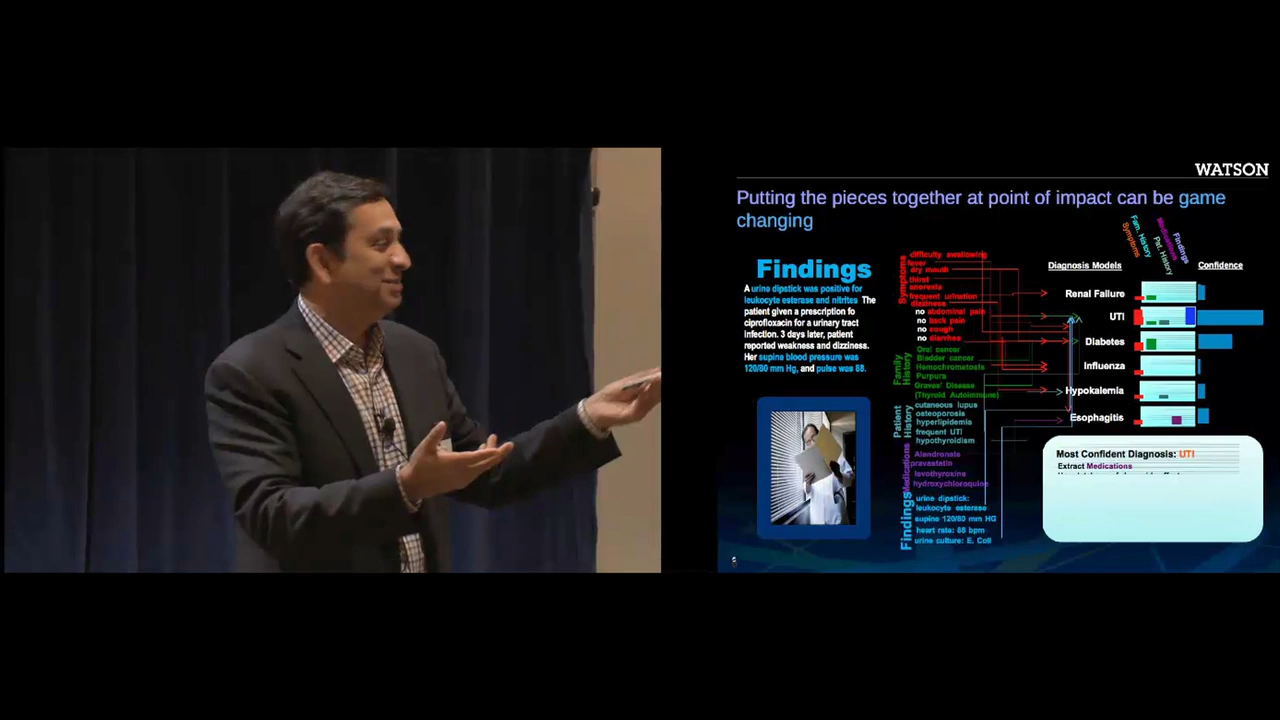 WATSON
Putting the pieces together at point of impact can be game
changing
Findings
A urine dipstick was positive for
leukocyte esterase and nitrites The
patient given a prescription fo
ciprofloxacin for a urinary tract
infection. 3 days later, patient
reported weakness and dizziness.
Her supine blood pressure was
120/80 mm Hg, and pulse was 88.
Symptoms
difficulty swallowing
fever
dry mouth
thirst
anorexia
frequent urination
dizziness
no abdominal pain
no back pain
no cough
no diarrhea
Family
History
Oral cancer
Bladder cancer
Hemochromatosis
Purpura
Graves' Disease
(Thyroid Autoimmune)
Patient
History
cutaneous lupus
osteoporosis
hyperlipidemia
frequent UTI
hypothyroidism
Medications
Alendronate
pravastatin
levothyroxine
hydroxychloroquine
Findings
urine dipstick:
leukocyte esterase
supine 120/80 mm HG
heart rate: 88 bpm
urine culture: E. Coli
Diagnosis Models
Symptoms
Fam. History
Pat. History
Medications
Findings
Confidence
Renal Failure
UTI
Diabetes
Influenza
Hypokalemia
Esophagitis
Most Confident Diagnosis: UTI
Extract Medications